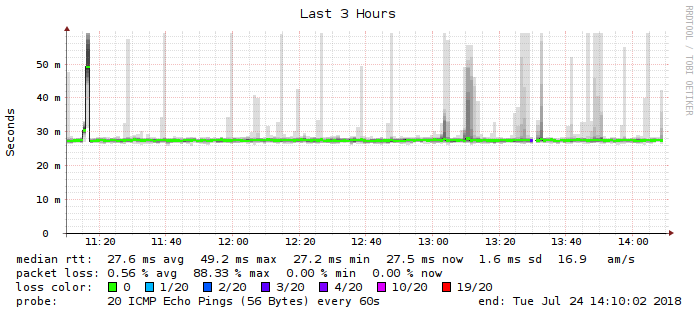 Last 3 Hours
RRDTOOL / TOBI OETIKER
Seconds
50 m
40 m
30 m
20 m
10 m
0
11:20 11:40 12:00 12:20 12:40 13:00 13:20 13:40 14:00
median rtt: 27.6 ms avg 49.2 ms max 27.2 ms min 27.5 ms now 1.6 ms sd 16.9 am/s
packet loss: 0.56 % avg 88.33 % max 0.00 % min 0.00 % now
loss color: 0 1/20 2/20 3/20 4/20 10/20 19/20
probe: 20 ICMP Echo Pings (56 Bytes) every 60s end: Tue Jul 24 14:10:02 2018